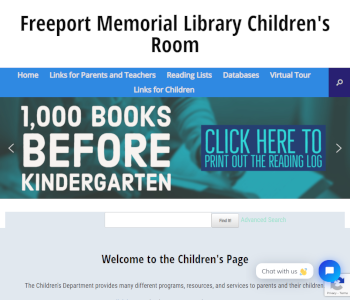 Freeport Memorial Library Children's
Room
Home Links for Parents and Teachers Reading Lists Databases Virtual Tour
Links for Children
1,000 BOOKS
BEFORE
KINDERGARTEN
CLICK HERE TO
PRINT OUT THE READING LOG
Find It! Advanced Search
Welcome to the Children's Page
Chat with us 👋
The Children's Department provides many different programs, resources, and services to parents and their children